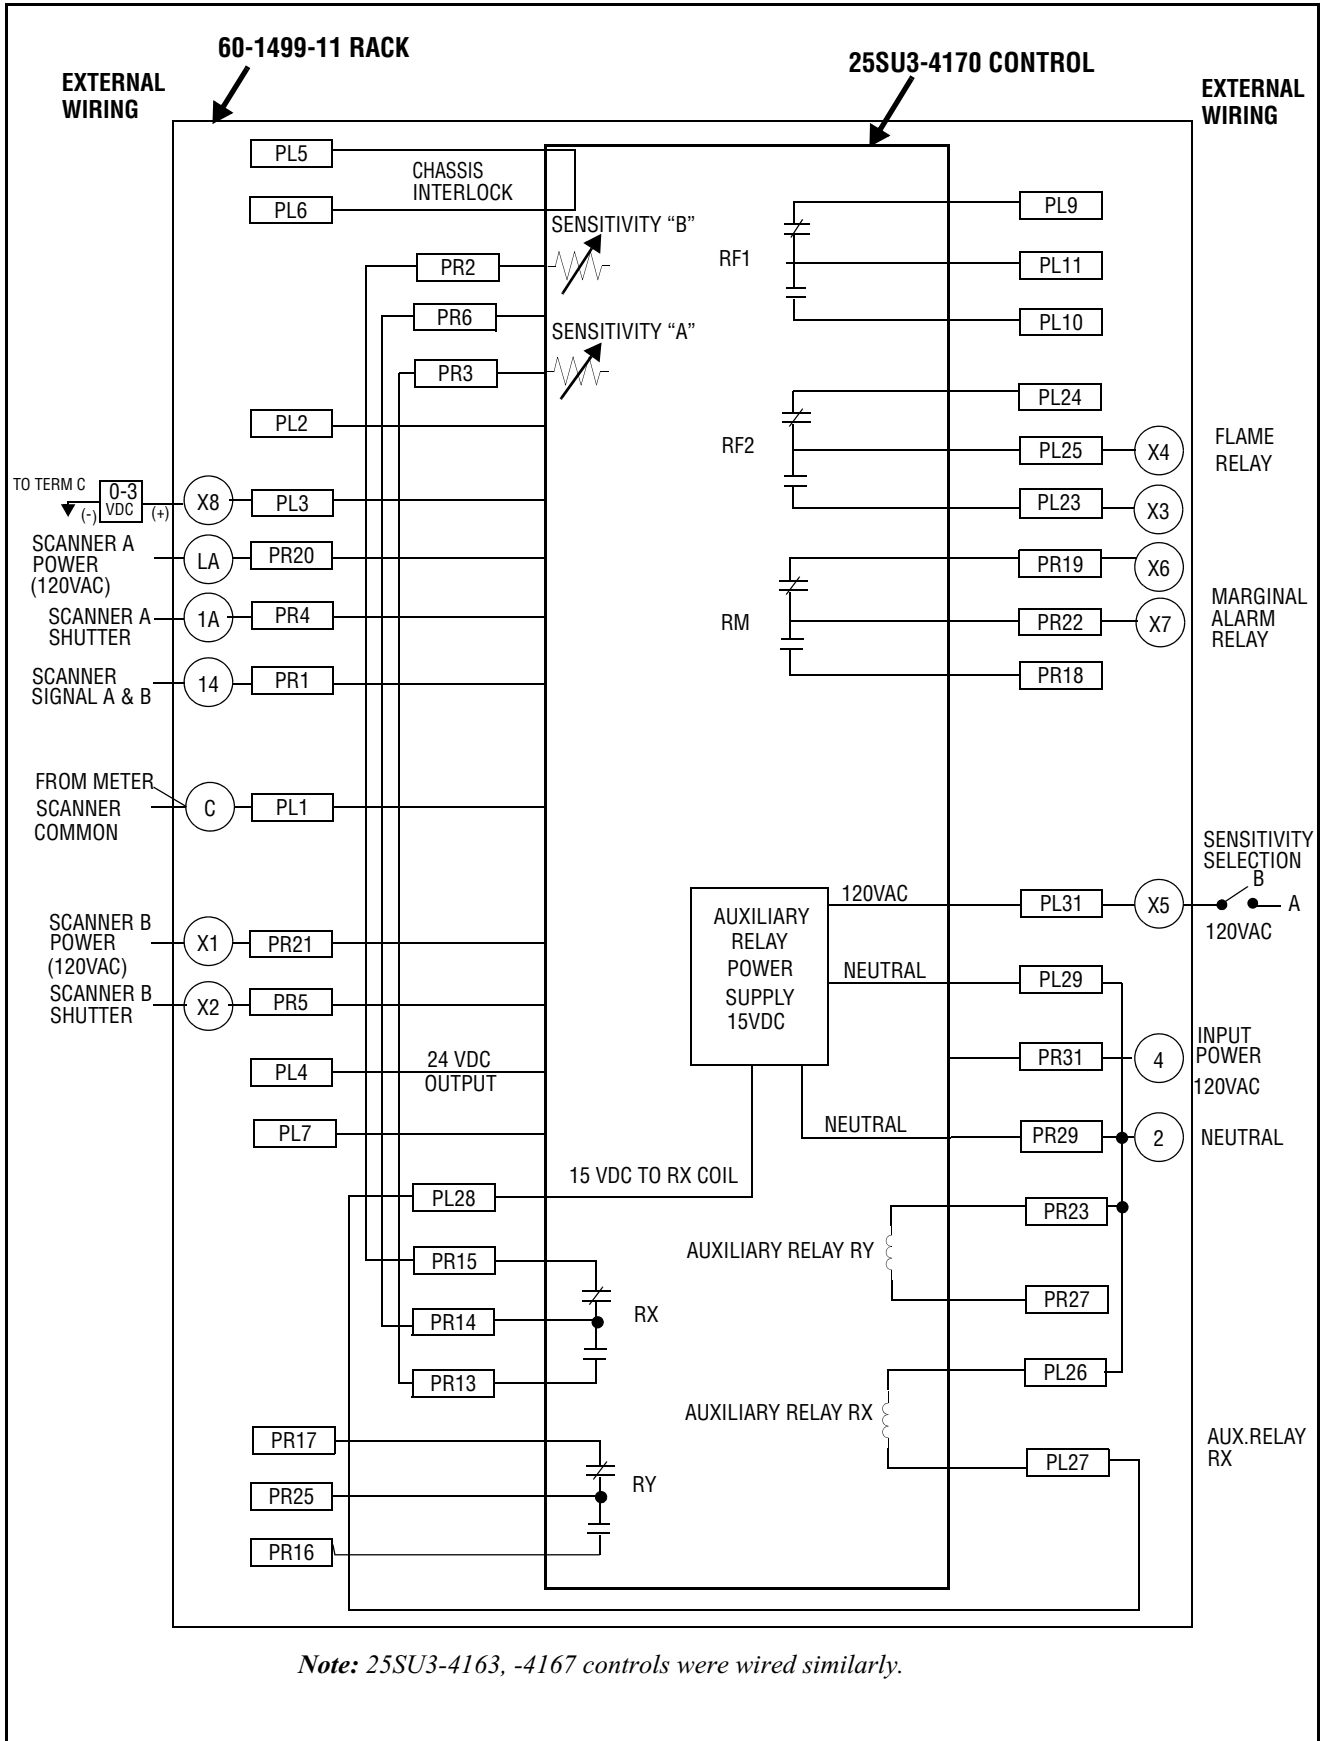 60-1499-11 RACK
25SU3-4170 CONTROL
EXTERNAL
WIRING
EXTERNAL
WIRING
PL5
CHASSIS
INTERLOCK
PL6
SENSITIVITY “B”
PR2
PR6
SENSITIVITY “A”
PR3
PL2
TO TERM C
0-3
VDC
(-)
(+)
X8
PL3
SCANNER A
POWER
(120VAC)
LA
PR20
SCANNER A
SHUTTER
1A
PR4
SCANNER
SIGNAL A & B
14
PR1
FROM METER
SCANNER
COMMON
C
PL1
SCANNER B
POWER
(120VAC)
X1
PR21
SCANNER B
SHUTTER
X2
PR5
PL4
24 VDC
OUTPUT
PL7
15 VDC TO RX COIL
PL28
PR15
PR14
RX
PR13
PR17
PR25
RY
PR16
RF1
PL9
PL11
PL10
RF2
PL24
PL25
X4
FLAME
RELAY
PL23
X3
RM
PR19
X6
PR22
X7
MARGINAL
ALARM
RELAY
PR18
AUXILIARY
RELAY
POWER
SUPPLY
15VDC
120VAC
PL31
X5
SENSITIVITY
SELECTION
B
A
120VAC
NEUTRAL
PL29
PR31
4
INPUT
POWER
120VAC
NEUTRAL
PR29
2
NEUTRAL
PR23
AUXILIARY RELAY RY
PR27
PL26
AUXILIARY RELAY RX
PL27
AUX.RELAY
RX
Note: 25SU3-4163, -4167 controls were wired similarly.